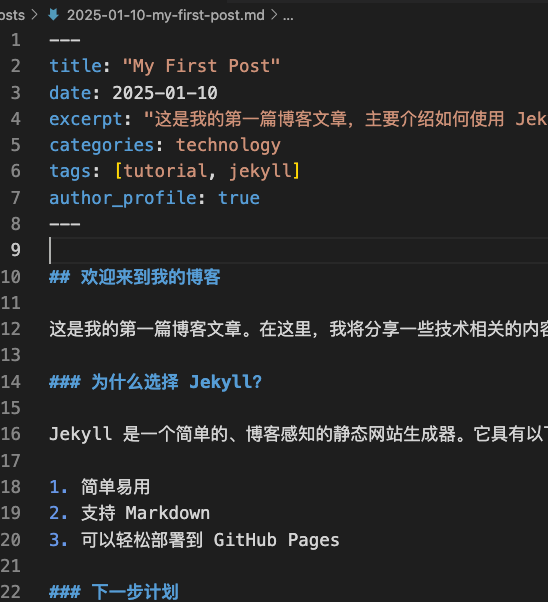 osts > 2025-01-10-my-first-post.md > ...
1 ---
2 title: "My First Post"
3 date: 2025-01-10
4 excerpt: "这是我的第一篇博客文章，主要介绍如何使用 Jek
5 categories: technology
6 tags: [tutorial, jekyll]
7 author_profile: true
8 ---
9
10 ## 欢迎来到我的博客
11
12 这是我的第一篇博客文章。在这里，我将分享一些技术相关的内容
13
14 ### 为什么选择 Jekyll?
15
16 Jekyll 是一个简单的、博客感知的静态网站生成器。它具有以下
17
18 1. 简单易用
19 2. 支持 Markdown
20 3. 可以轻松部署到 GitHub Pages
21
22 ### 下一步计划